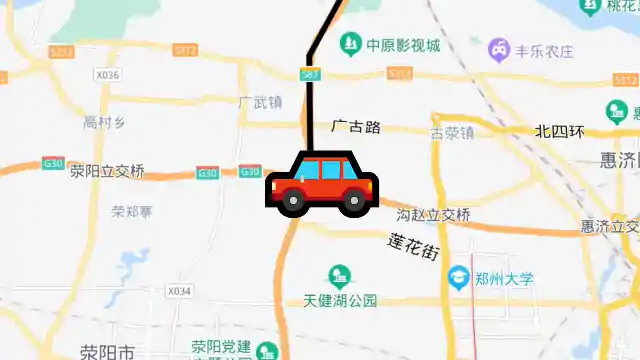 桃花
中原影视城
丰乐农庄
S232
S312
X036
S87
S312
S312
广武镇
高村乡
广古路
古荥镇
北四环
惠济
G30
荥阳立交桥
G30
G30
荣郑寨
沟赵立交桥
惠济立交
莲花街
郑州大学
X034
天健湖公园
荥阳市
荥阳党建